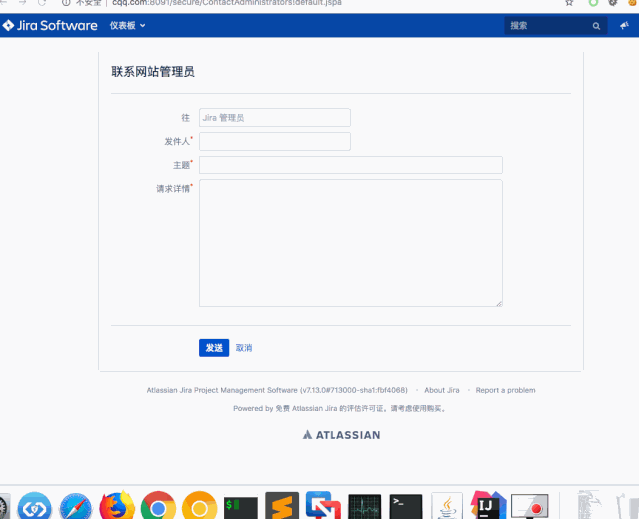 不安全 | cqq.com:8091/secure/ContactAdministrators!default.jspa
Jira Software 仪表板 搜索
联系网站管理员
往 Jira 管理员
发件人*
主题*
请求详情*
发送 取消
Atlassian Jira Project Management Software (v7.13.0#713000-sha1:fbf4068) · About Jira · Report a problem
Powered by 免费 Atlassian Jira 的评估许可证。请考虑使用购买。
ATLASSIAN
$
>_
IJ